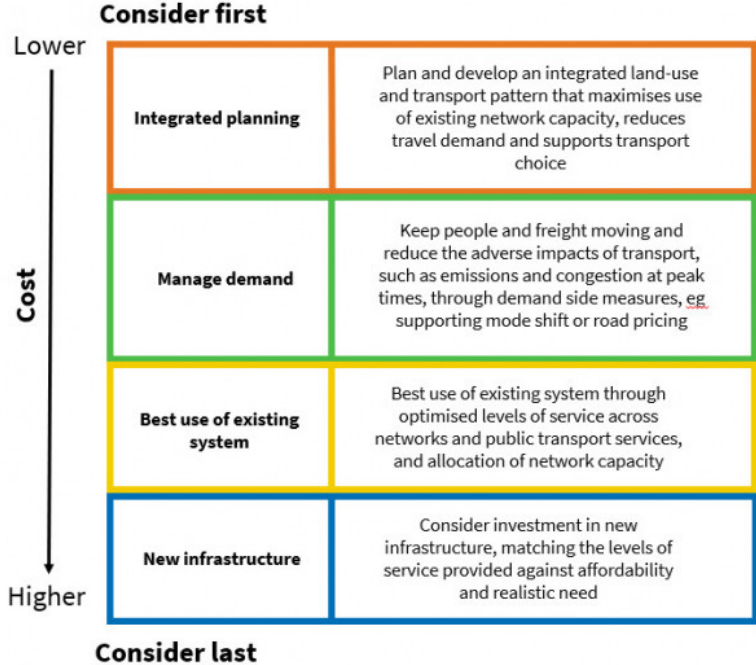 Consider first
Lower
Integrated planning
Plan and develop an integrated land-use
and transport pattern that maximises use
of existing network capacity, reduces
travel demand and supports transport
choice
Cost
Manage demand
Keep people and freight moving and
reduce the adverse impacts of transport,
such as emissions and congestion at peak
times, through demand side measures, eg
supporting mode shift or road pricing
Best use of existing
system
Best use of existing system through
optimised levels of service across
networks and public transport services,
and allocation of network capacity
New infrastructure
Consider investment in new
infrastructure, matching the levels of
service provided against affordability
and realistic need
Higher
Consider last